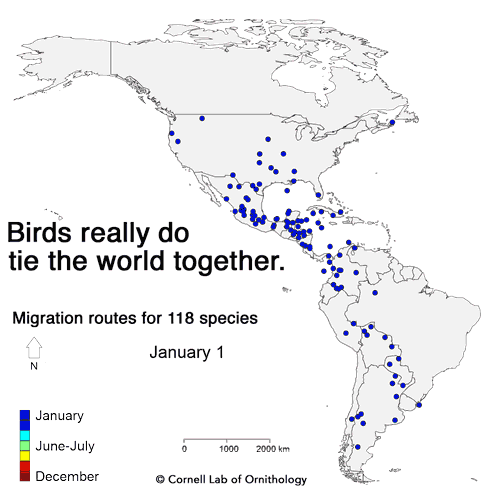 Birds really do
tie the world together.
Migration routes for 118 species
January 1
N
January
June-July
December
0 1000 2000 km
© Cornell Lab of Ornithology